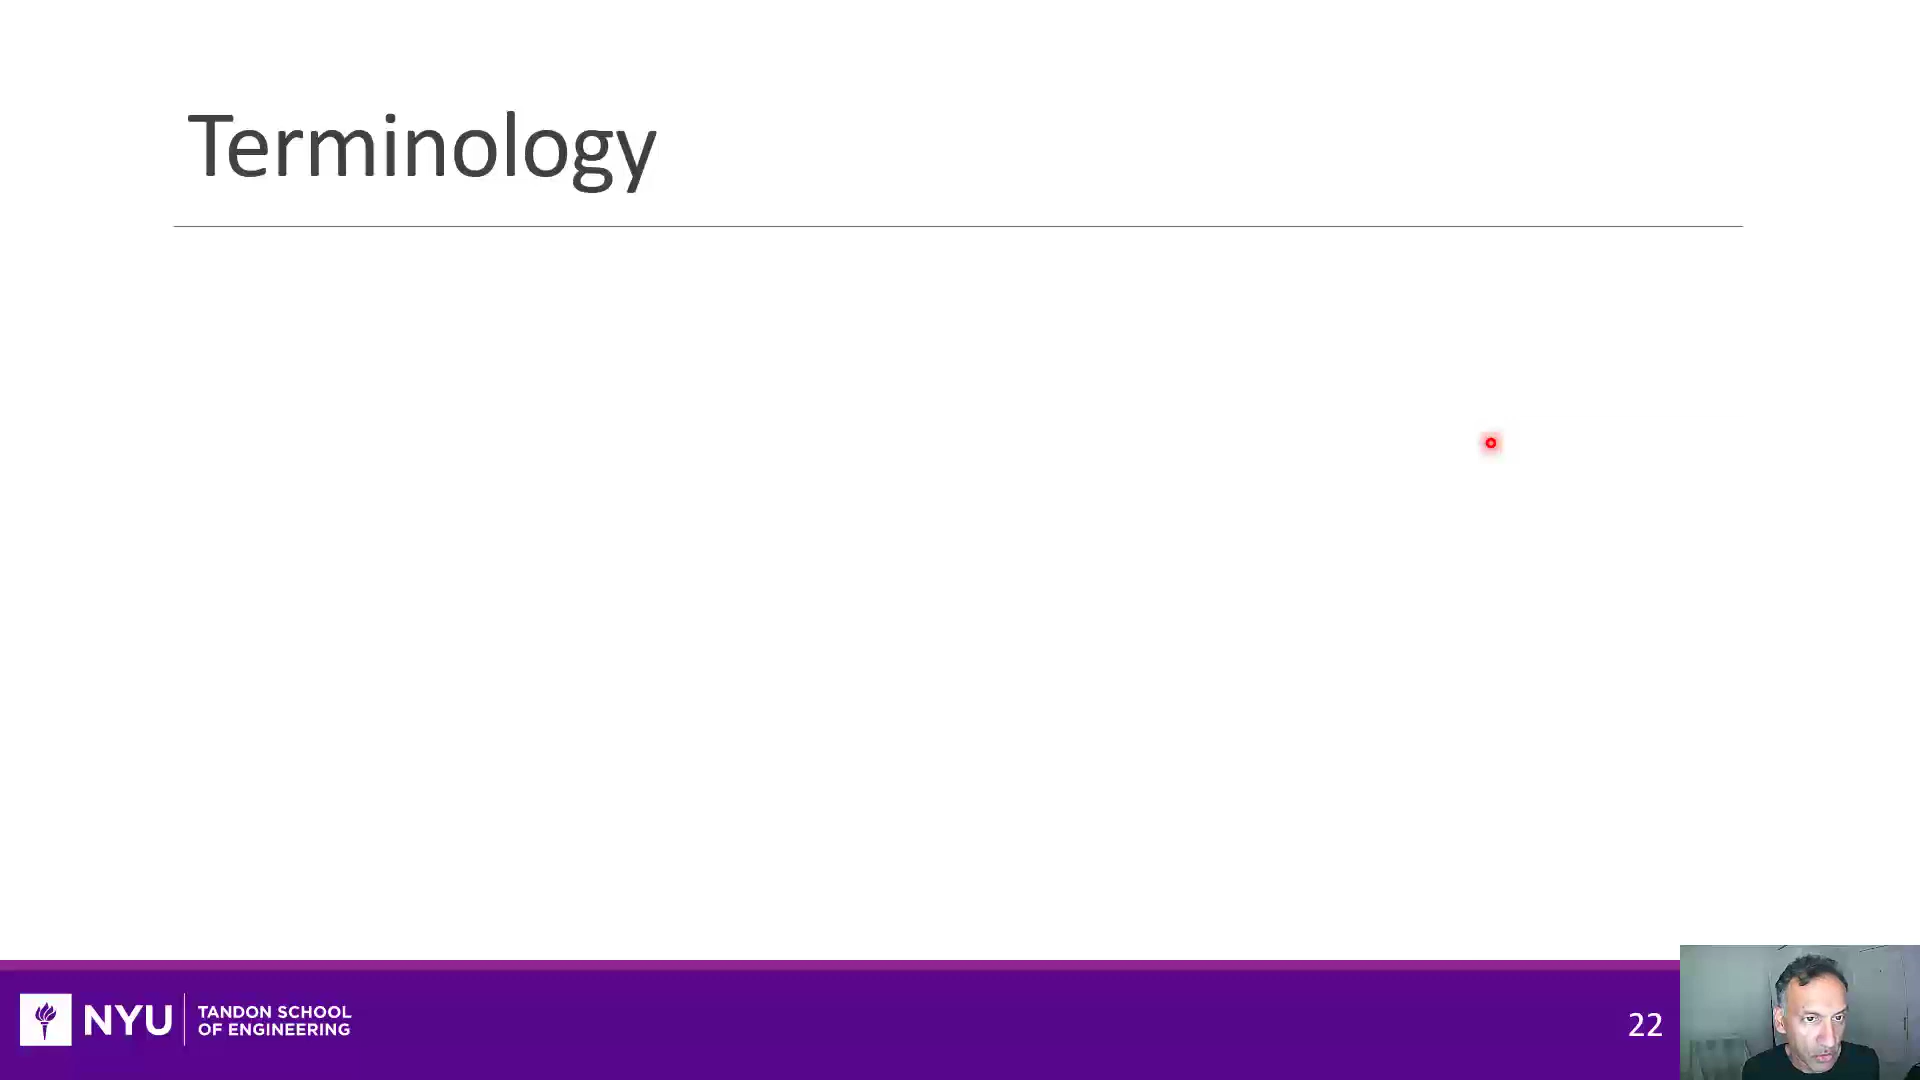 Terminology
NYU
TANDON SCHOOL
OF ENGINEERING
22